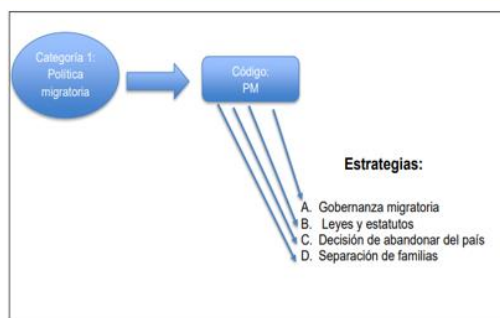 Categoría 1:
Política
migratoria
Código:
PM
Estrategias:
A. Gobernanza migratoria
B. Leyes y estatutos
C. Decisión de abandonar del país
D. Separación de familias